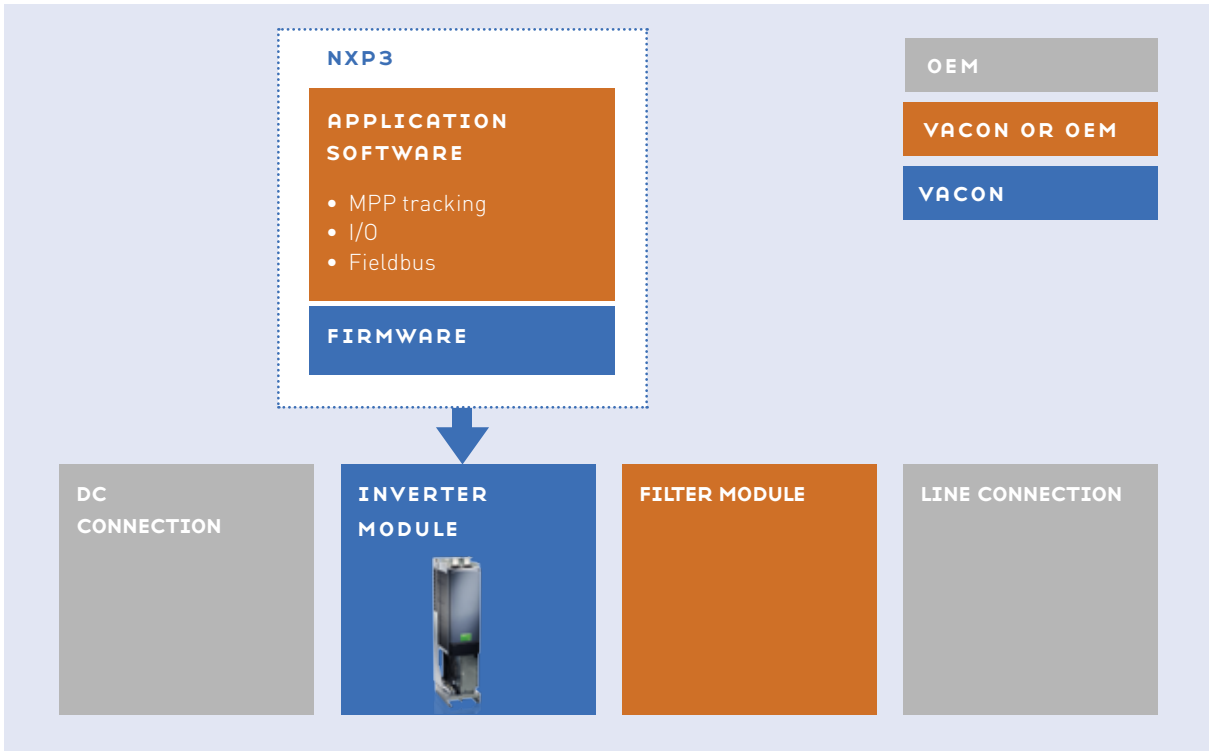 NXP3
APPLICATION
SOFTWARE
• MPP tracking
• I/O
• Fieldbus
FIRMWARE
OEM
VACON OR OEM
VACON
DC
CONNECTION
INVERTER
MODULE
FILTER MODULE
LINE CONNECTION